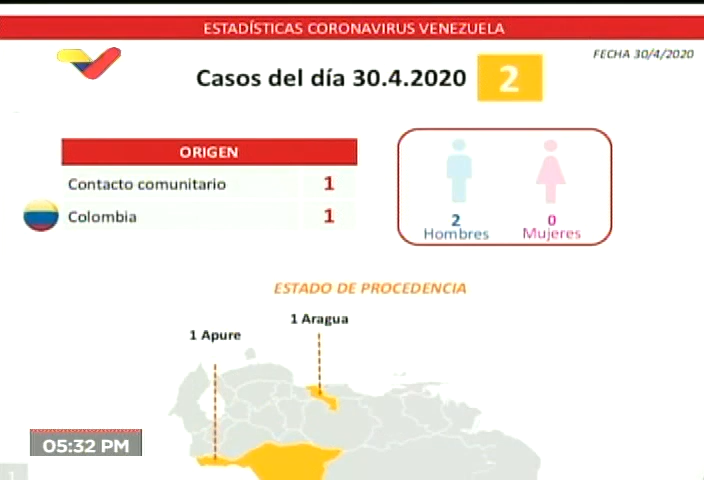 ESTADÍSTICAS CORONAVIRUS VENEZUELA
FECHA 30/4/2020
Casos del día 30.4.2020 2
ORIGEN
Contacto comunitario 1
Colombia 1
2
Hombres
0
Mujeres
ESTADO DE PROCEDENCIA
1 Aragua
1 Apure
05:32 PM
1